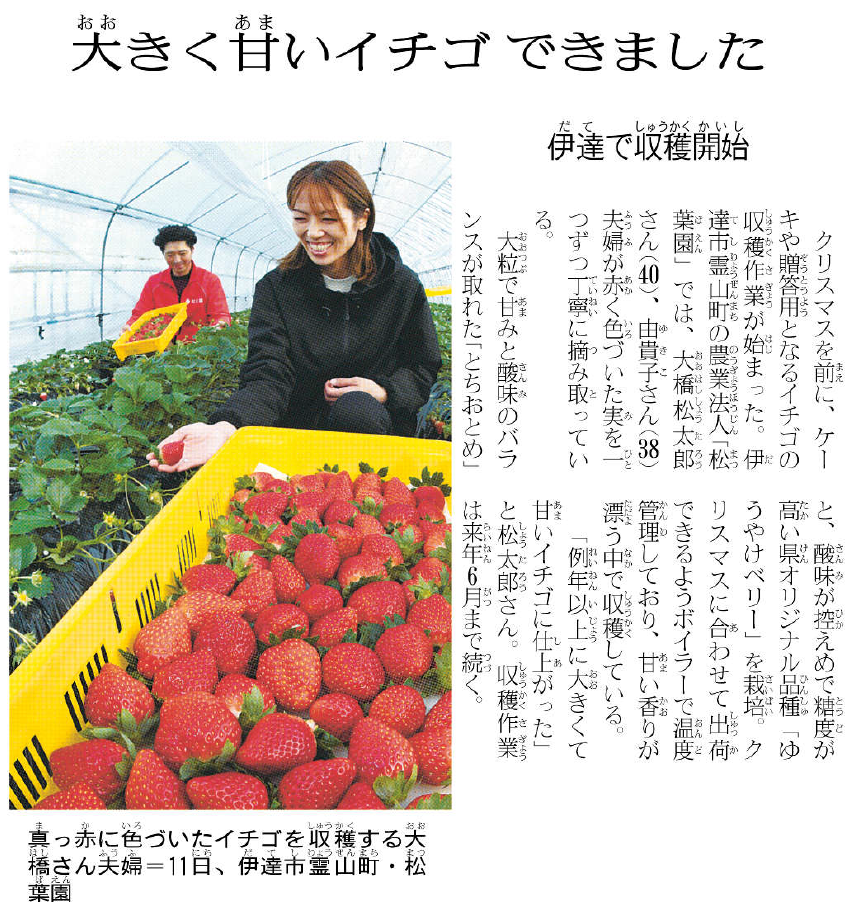 大きく甘いイチゴ できました
伊達で収穫開始
クリスマスを前に、ケー
キや贈答用となるイチゴの
収穫作業が始まった。伊
達市霊山町の農業法人「松
葉園」では、大橋松太郎
さん(40)、由貴子さん(38)
夫婦が赤く色づいた実を一
つずつ丁寧に摘み取ってい
る。
大粒で甘みと酸味のバラ
ンスが取れた「とちおとめ」
と、酸味が控えめで糖度が
高い県オリジナル品種「ゆ
うやけベリー」を栽培。ク
リスマスに合わせて出荷
できるようボイラーで温度
管理しており、甘い香りが
漂う中で収穫している。
「例年以上に大きくて
甘いイチゴに仕上がった」
と松太郎さん。収穫作業
は来年6月まで続く。
真っ赤に色づいたイチゴを収穫する大
橋さん夫婦=11日、伊達市霊山町・松
葉園